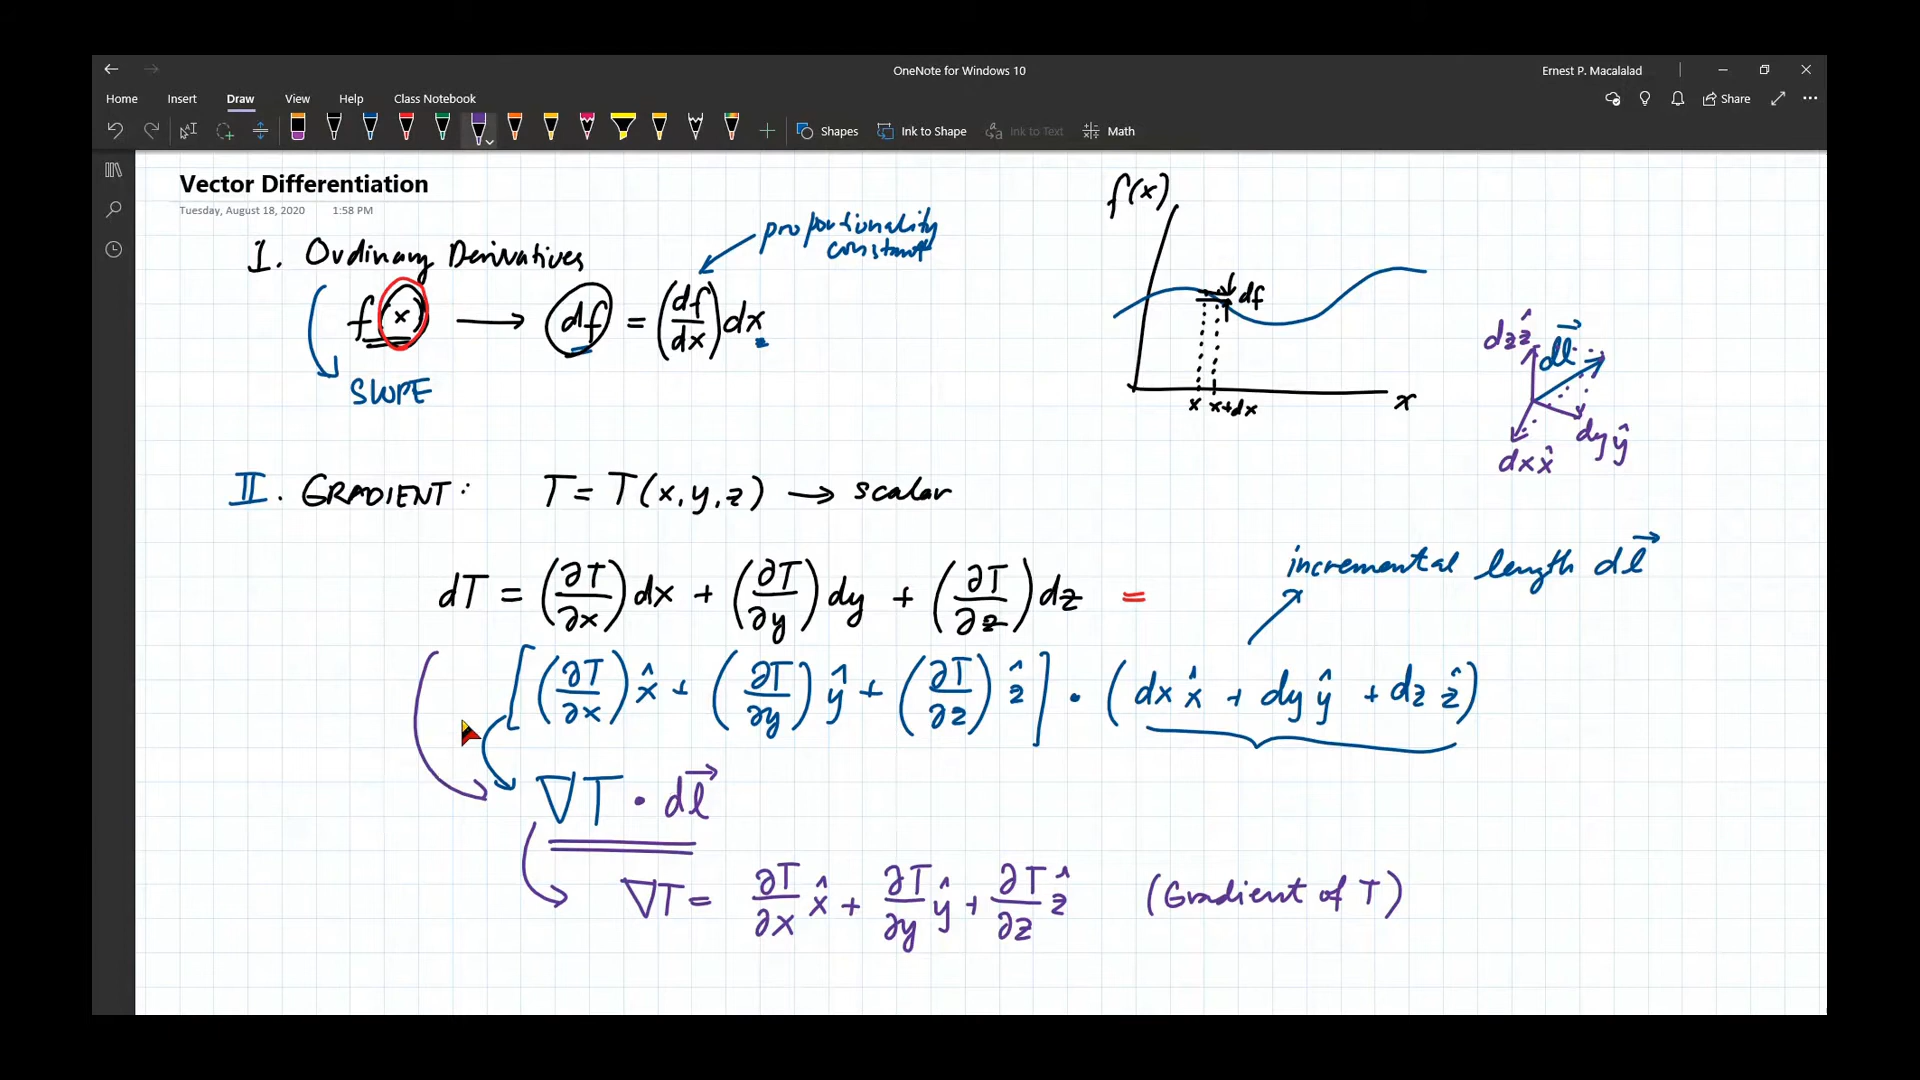 OneNote for Windows 10
Ernest P. Macalalad
Home Insert Draw View Help Class Notebook
Share
Shapes Ink to Shape Ink to Text Math
Vector Differentiation
Tuesday, August 18, 2020 1:58 PM
I. Ordinary Derivatives
proportionality
constant
f(x) → df = (df/dx) dx
SLOPE
f(x)
df
x x+dx x
dz ẑ
dl⃗
dy ŷ
dx x̂
II. GRADIENT: T = T(x, y, z) → scalar
incremental length dl⃗
dT = (∂T/∂x) dx + (∂T/∂y) dy + (∂T/∂z) dz =
[(∂T/∂x) x̂ + (∂T/∂y) ŷ + (∂T/∂z) ẑ] • (dx x̂ + dy ŷ + dz ẑ)
∇T • dl⃗
∇T = ∂T/∂x x̂ + ∂T/∂y ŷ + ∂T/∂z ẑ (Gradient of T)